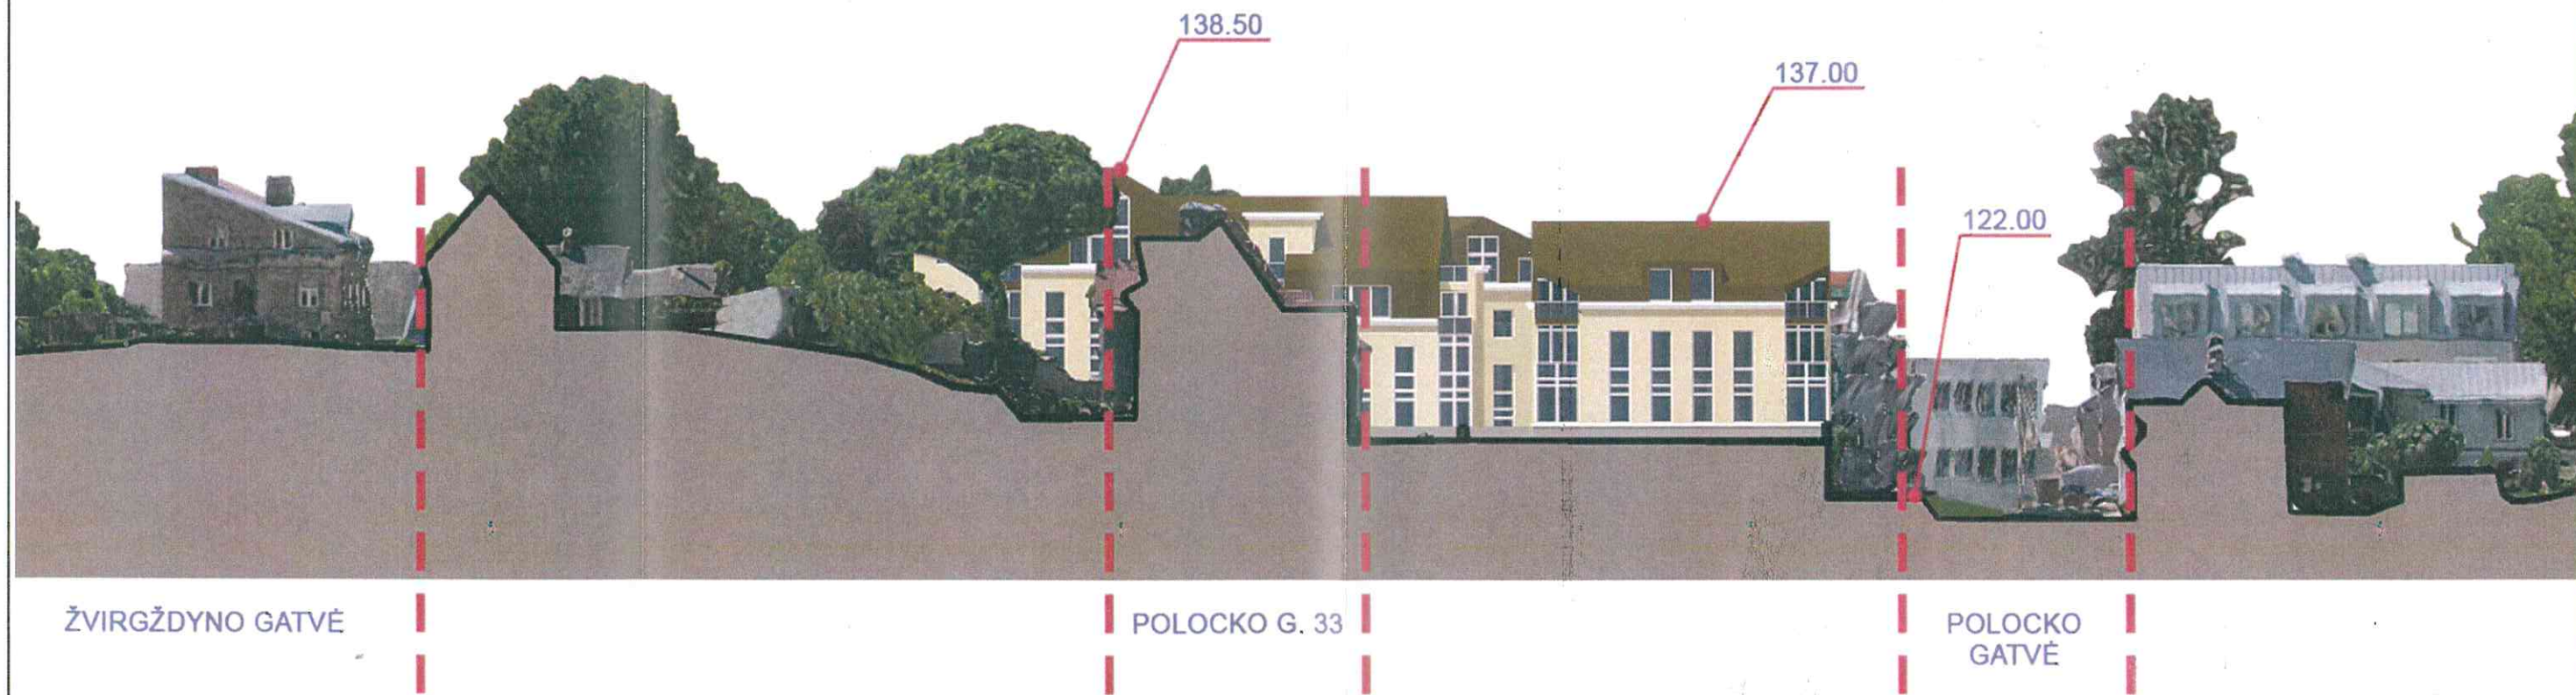 138.50
137.00
122.00
ŽVIRGŽDYNO GATVĖ
POLOCKO G. 33
POLOCKO
GATVĖ